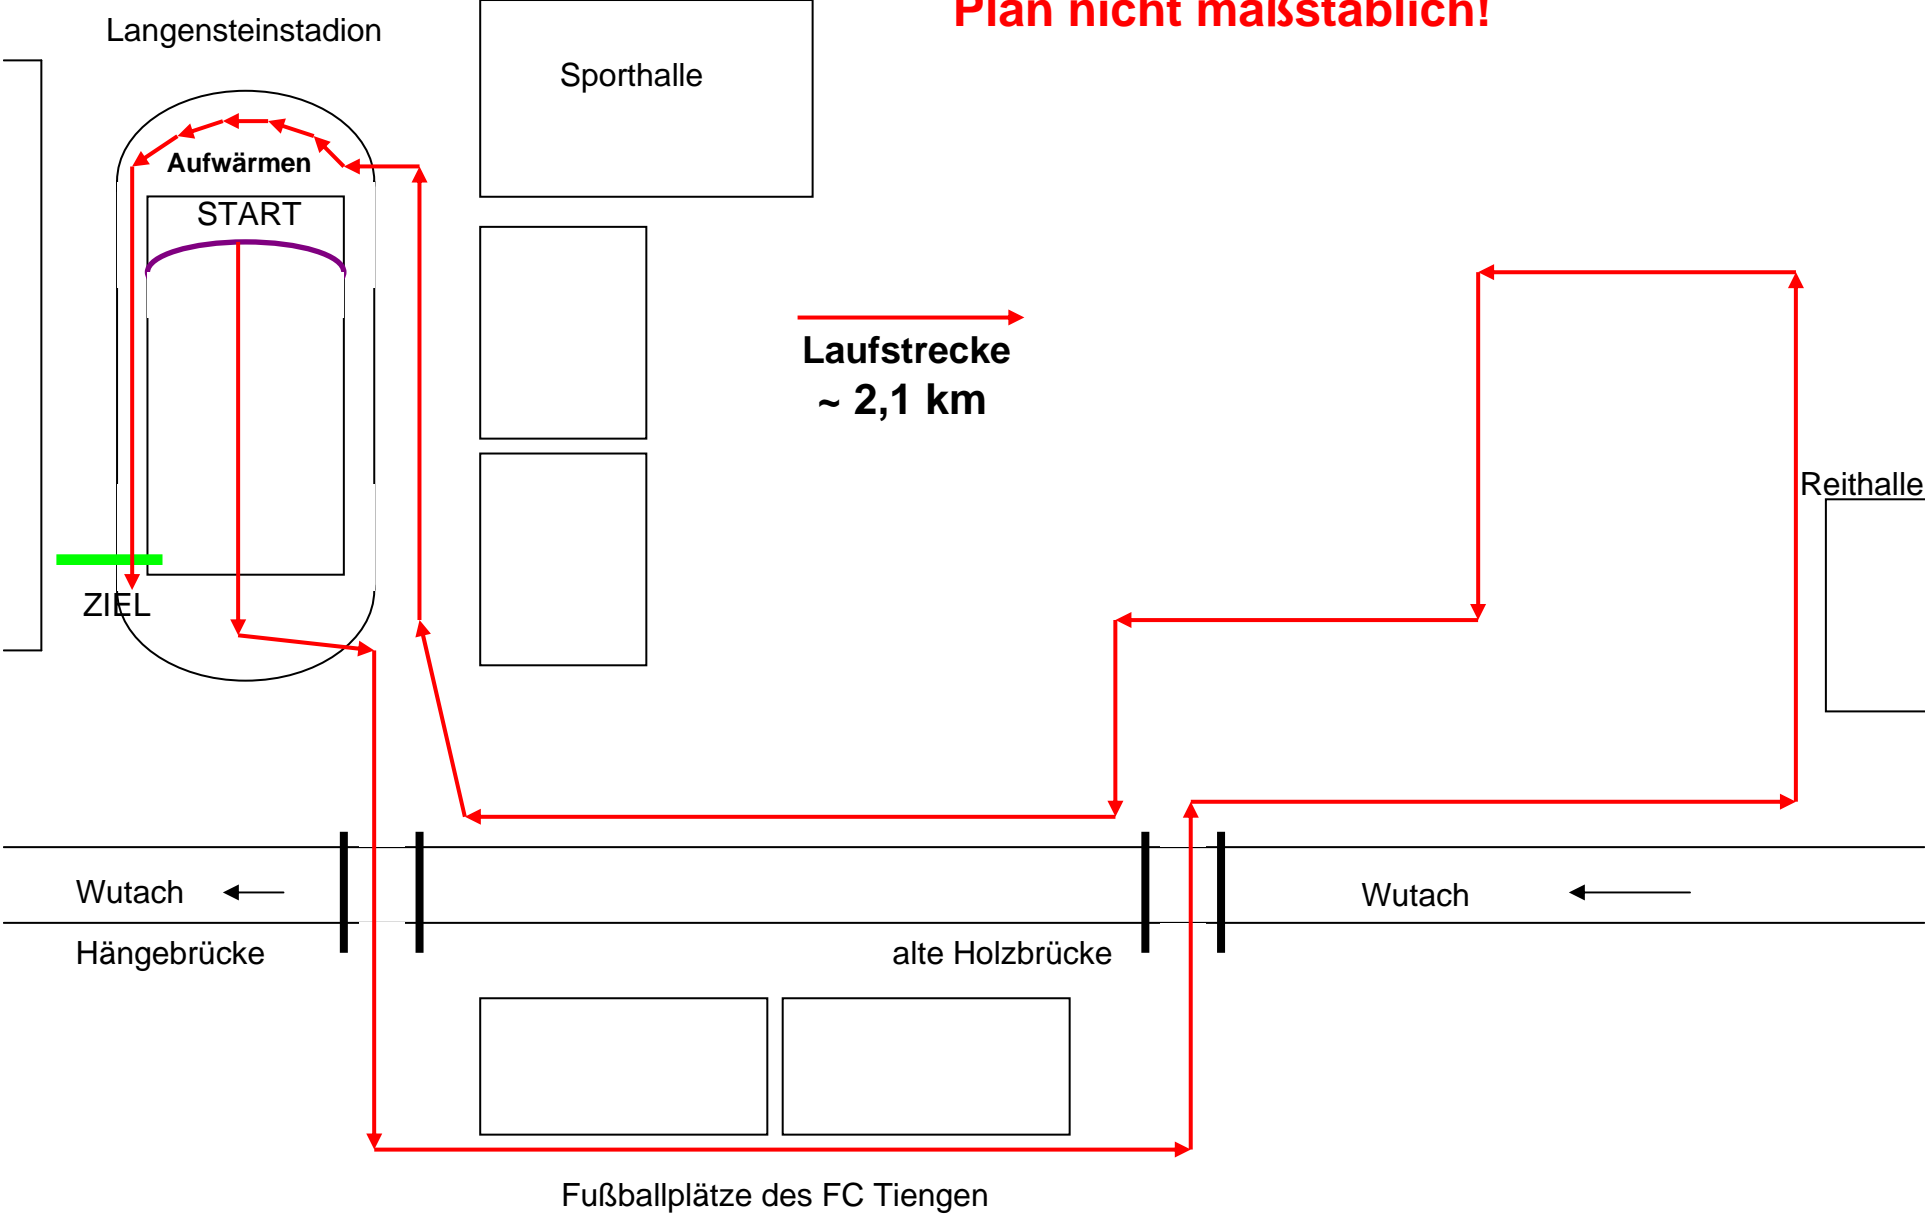 Plan nicht maßstäblich!
Langensteinstadion
Sporthalle
Aufwärmen
START
Laufstrecke
~ 2,1 km
Reithalle
ZIEL
Wutach
Wutach
Hängebrücke
alte Holzbrücke
Fußballplätze des FC Tiengen